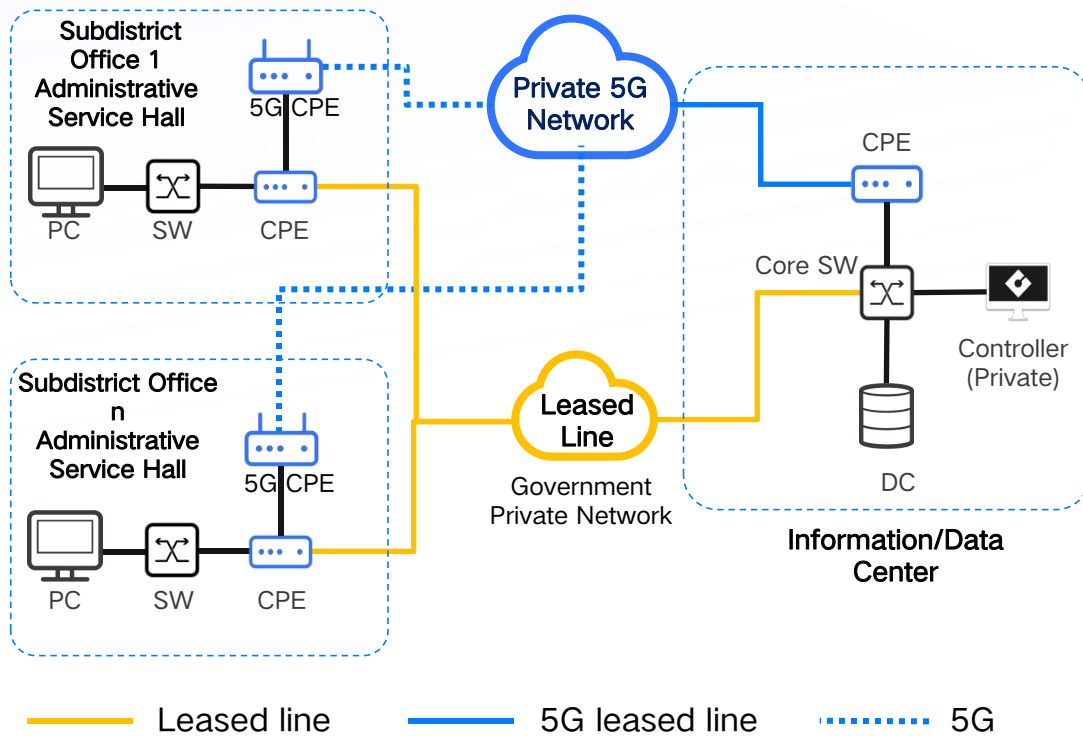 Subdistrict
Office 1
Administrative
Service Hall
5G CPE
PC
SW
CPE
Private 5G
Network
CPE
Core SW
Controller
(Private)
DC
Information/Data
Center
Subdistrict Office
n
Administrative
Service Hall
5G CPE
PC
SW
CPE
Leased
Line
Government
Private Network
Leased line
5G leased line
5G